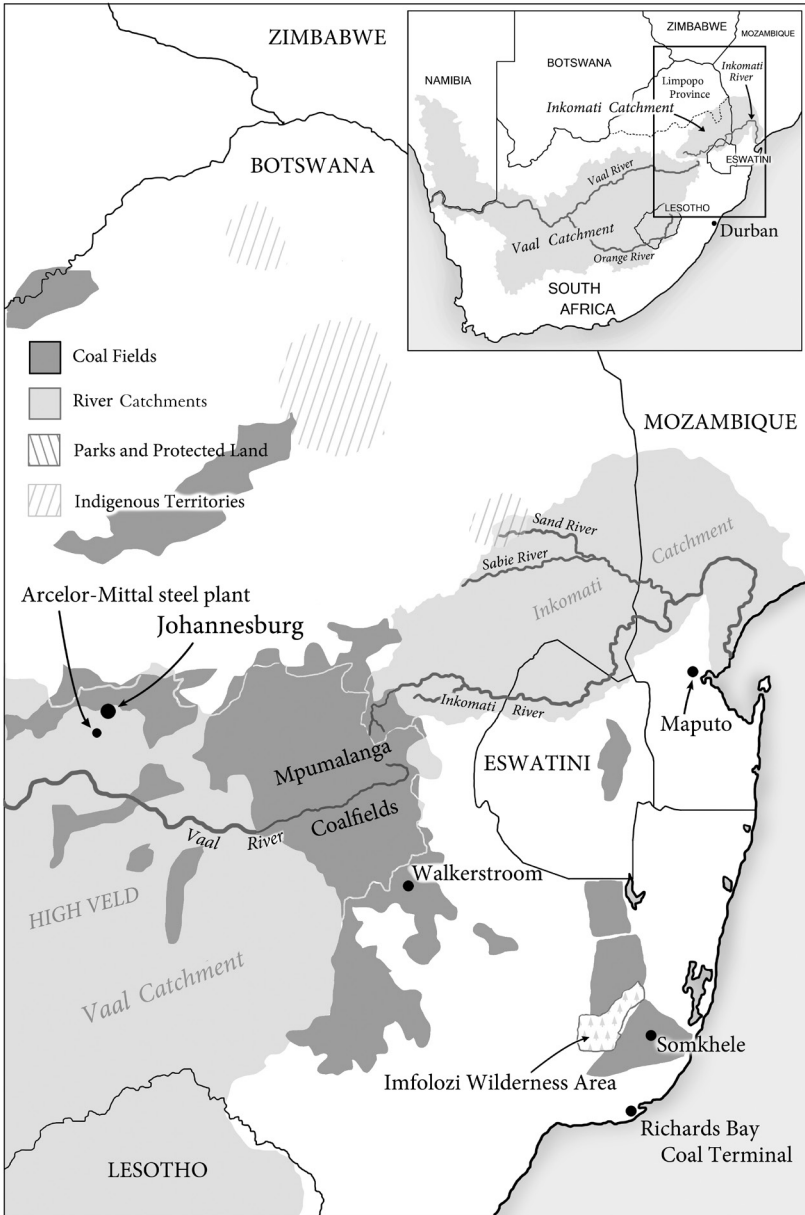 ZIMBABWE
BOTSWANA
ZIMBABWE
MOZAMBIQUE
BOTSWANA
NAMIBIA
Limpopo
Province
Inkomati
River
Inkomati Catchment
ESWATINI
Vaal River
LESOTHO
Vaal Catchment
Durban
Orange River
SOUTH
AFRICA
Coal Fields
River Catchments
Parks and Protected Land
Indigenous Territories
MOZAMBIQUE
Sand River
Sabie River
Catchment
Inkomati
Arcelor-Mittal steel plant
Johannesburg
Inkomati River
Maputo
Mpumalanga
Coalfields
ESWATINI
Vaal River
Walkerstroom
HIGH VELD
Vaal Catchment
Somkhele
Imfolozi Wilderness Area
Richards Bay
Coal Terminal
LESOTHO